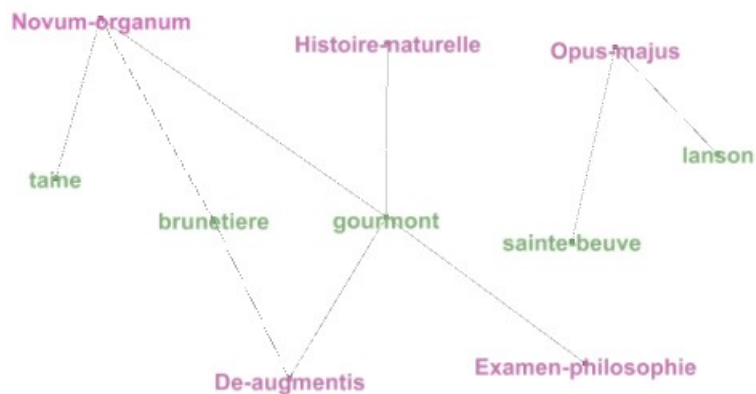 Novum-organum
Histoire-naturelle
Opus-majus
lanson
taine
brunetiere
gourmont
sainte-beuve
De-augmentis
Examen-philosophie